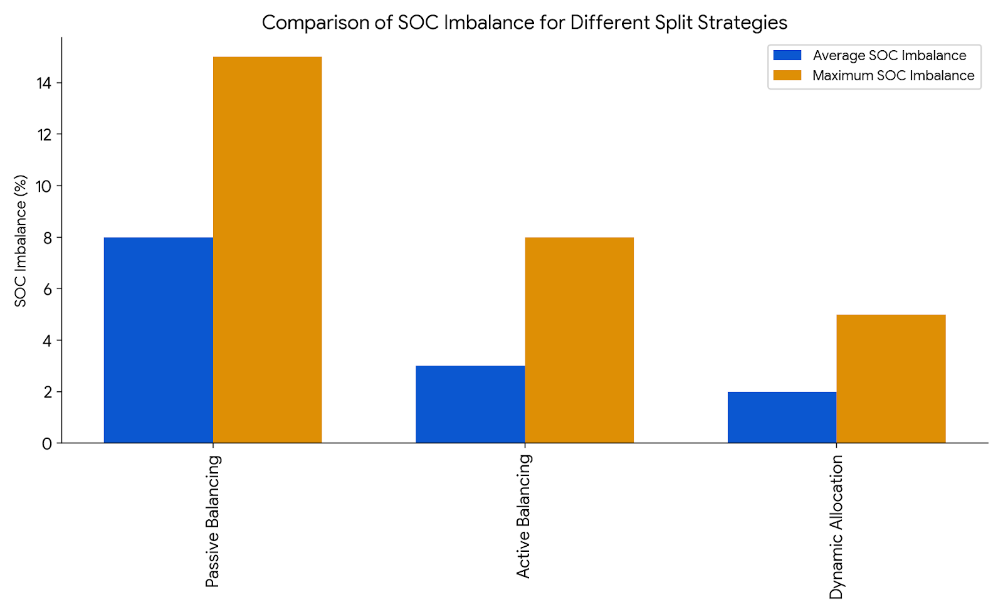 Comparison of SOC Imbalance for Different Split Strategies
Average SOC Imbalance
Maximum SOC Imbalance
SOC Imbalance (%)
14
12
10
8
6
4
2
0
Passive Balancing
Active Balancing
Dynamic Allocation